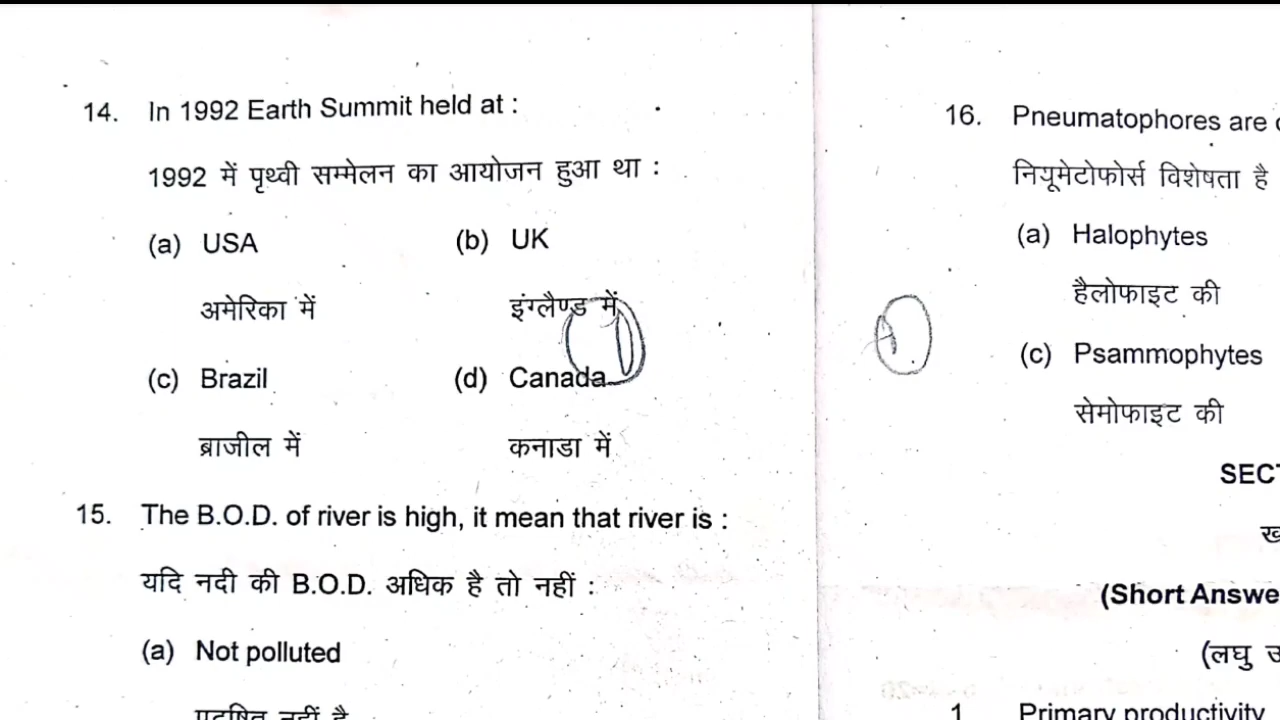 14. In 1992 Earth Summit held at :
1992 में पृथ्वी सम्मेलन का आयोजन हुआ था :
(a) USA (b) UK
अमेरिका में इंग्लैण्ड में
(c) Brazil (d) Canada
ब्राजील में कनाडा में
15. The B.O.D. of river is high, it mean that river is :
यदि नदी की B.O.D. अधिक है तो नहीं :
(a) Not polluted
16. Pneumatophores are
नियूमेटोफोर्स विशेषता है
(a) Halophytes
हैलोफाइट की
(c) Psammophytes
सेमोफाइट की
(Short Answe
(लघु
1 Primary productivity